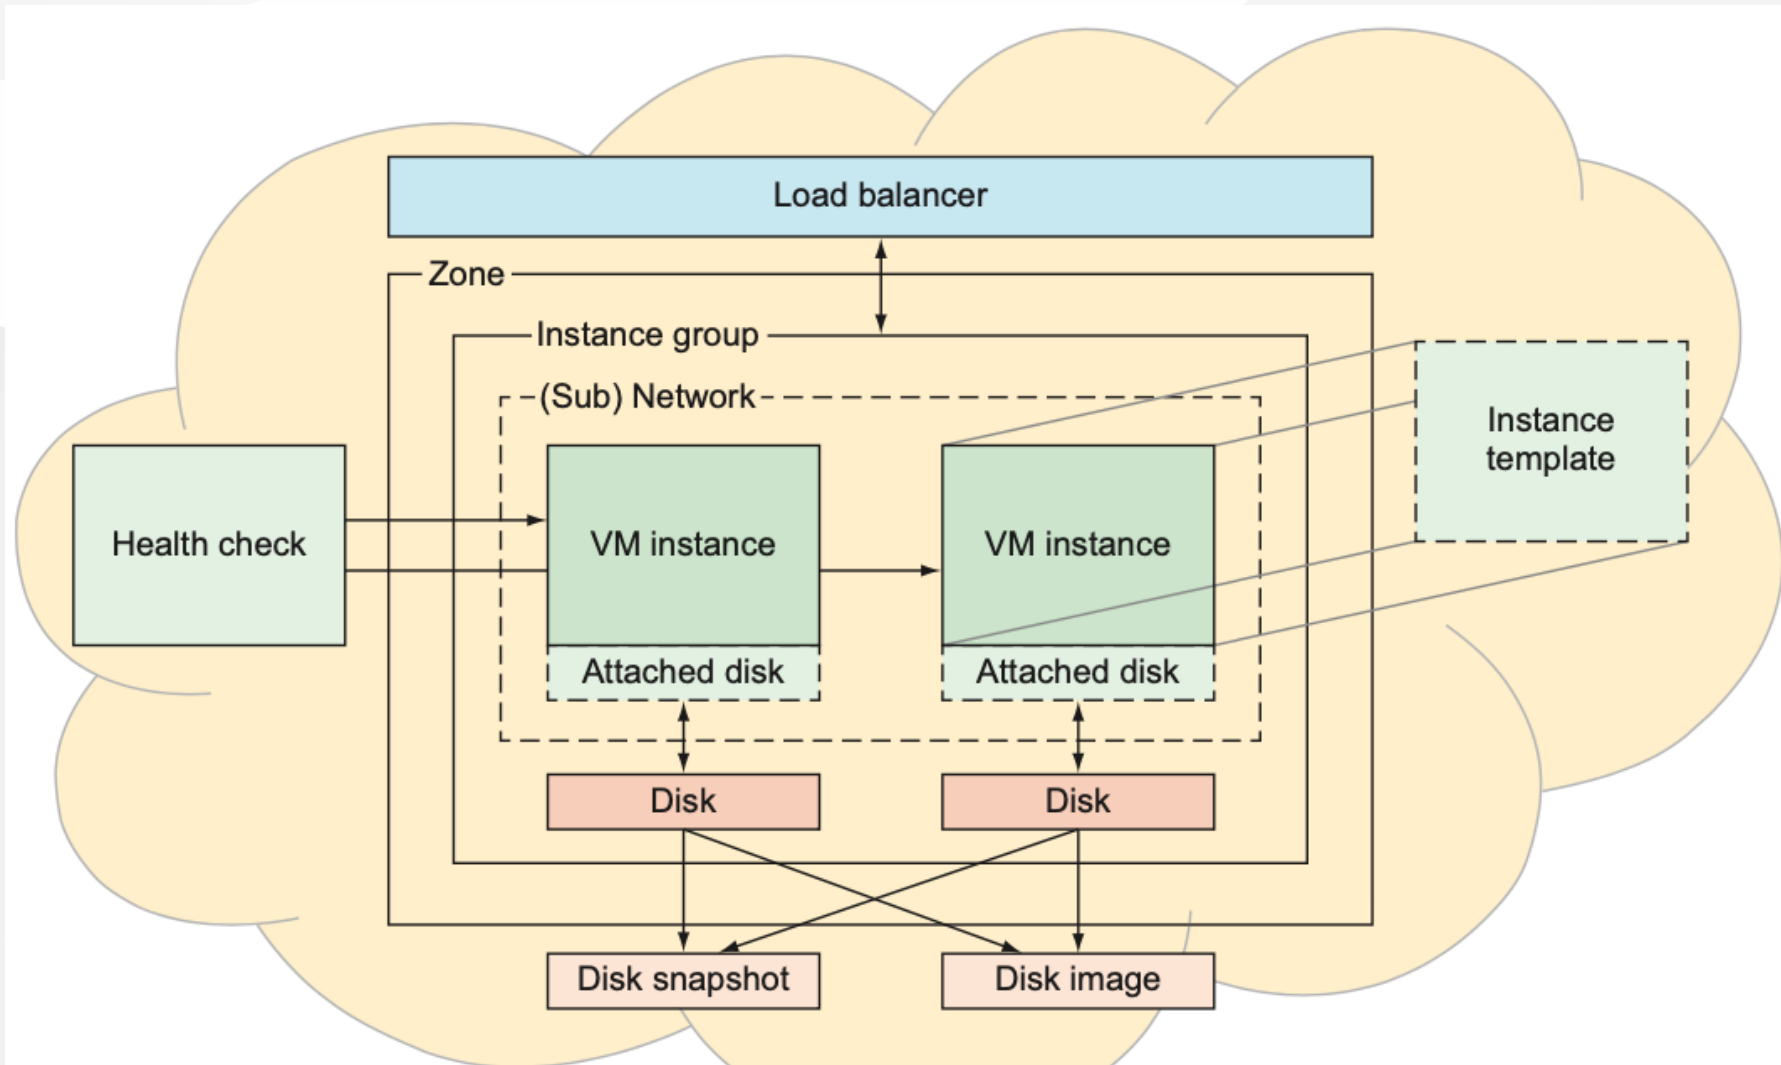 Load balancer
Zone
Instance group
(Sub) Network
Instance
template
Health check
VM instance
VM instance
Attached disk
Attached disk
Disk
Disk
Disk snapshot
Disk image